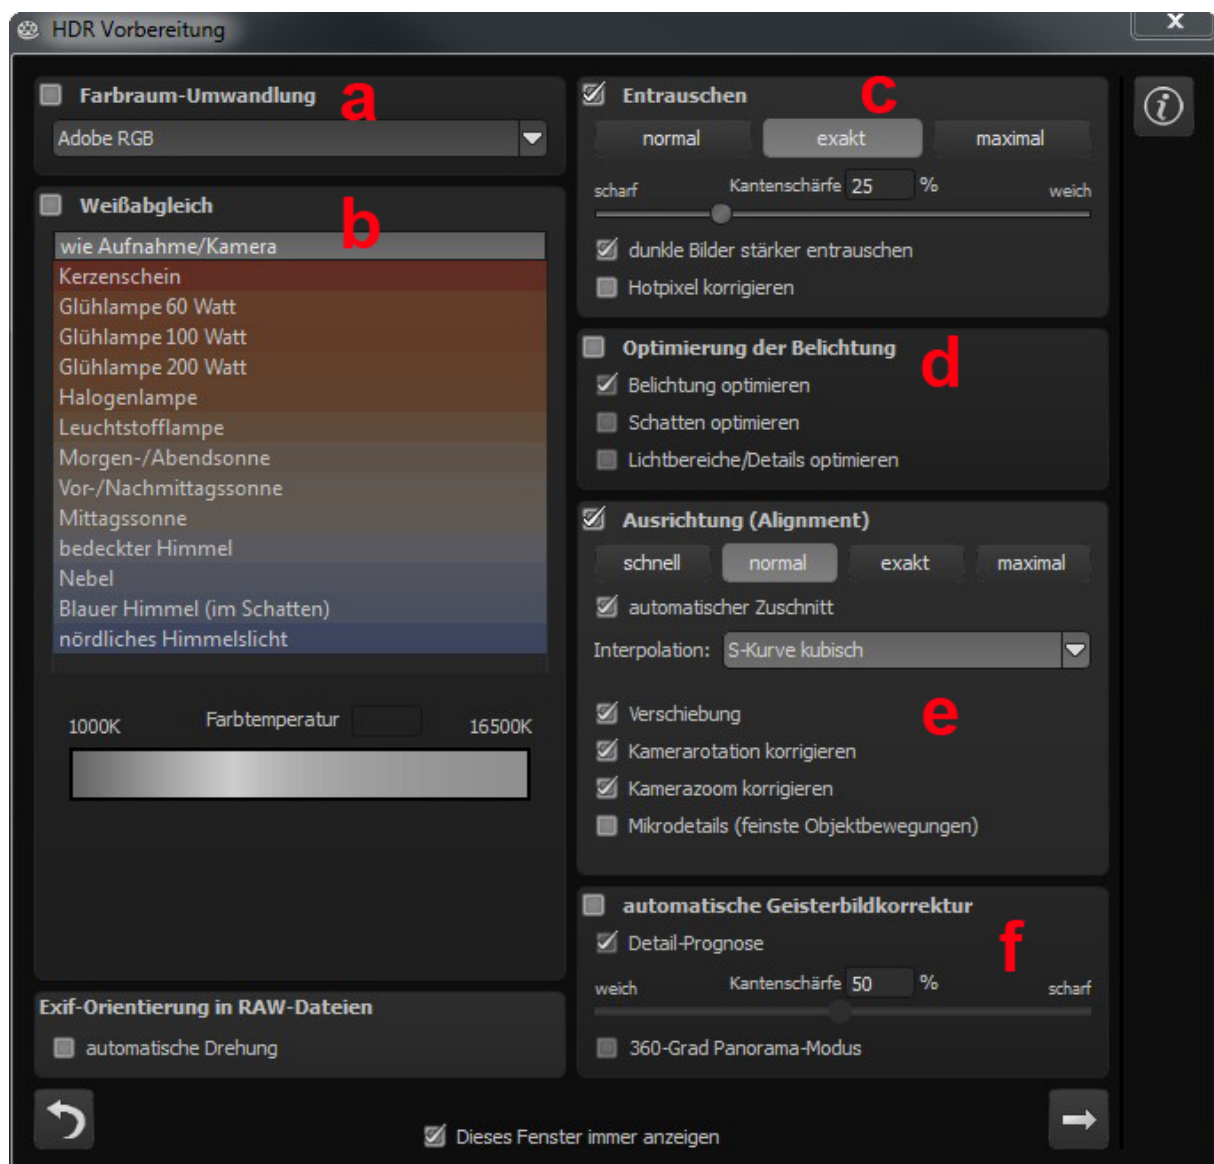 HDR Vorbereitung
x
Farbraum-Umwandlung
a
Adobe RGB
Weißabgleich
b
wie Aufnahme/Kamera
Kerzenschein
Glühlampe 60 Watt
Glühlampe 100 Watt
Glühlampe 200 Watt
Halogenlampe
Leuchtstofflampe
Morgen-/Abendsonne
Vor-/Nachmittagssonne
Mittagssonne
bedeckter Himmel
Nebel
Blauer Himmel (im Schatten)
nördliches Himmelslicht
1000K Farbtemperatur 16500K
Exif-Orientierung in RAW-Dateien
automatische Drehung
Entrauschen
c
normal exakt maximal
scharf Kantenschärfe 25 % weich
dunkle Bilder stärker entrauschen
Hotpixel korrigieren
Optimierung der Belichtung
d
Belichtung optimieren
Schatten optimieren
Lichtbereiche/Details optimieren
Ausrichtung (Alignment)
schnell normal exakt maximal
automatischer Zuschnitt
Interpolation: S-Kurve kubisch
Verschiebung
e
Kamerarotation korrigieren
Kamerazoom korrigieren
Mikrodetails (feinste Objektbewegungen)
automatische Geisterbildkorrektur
f
Detail-Prognose
weich Kantenschärfe 50 % scharf
360-Grad Panorama-Modus
i
Dieses Fenster immer anzeigen